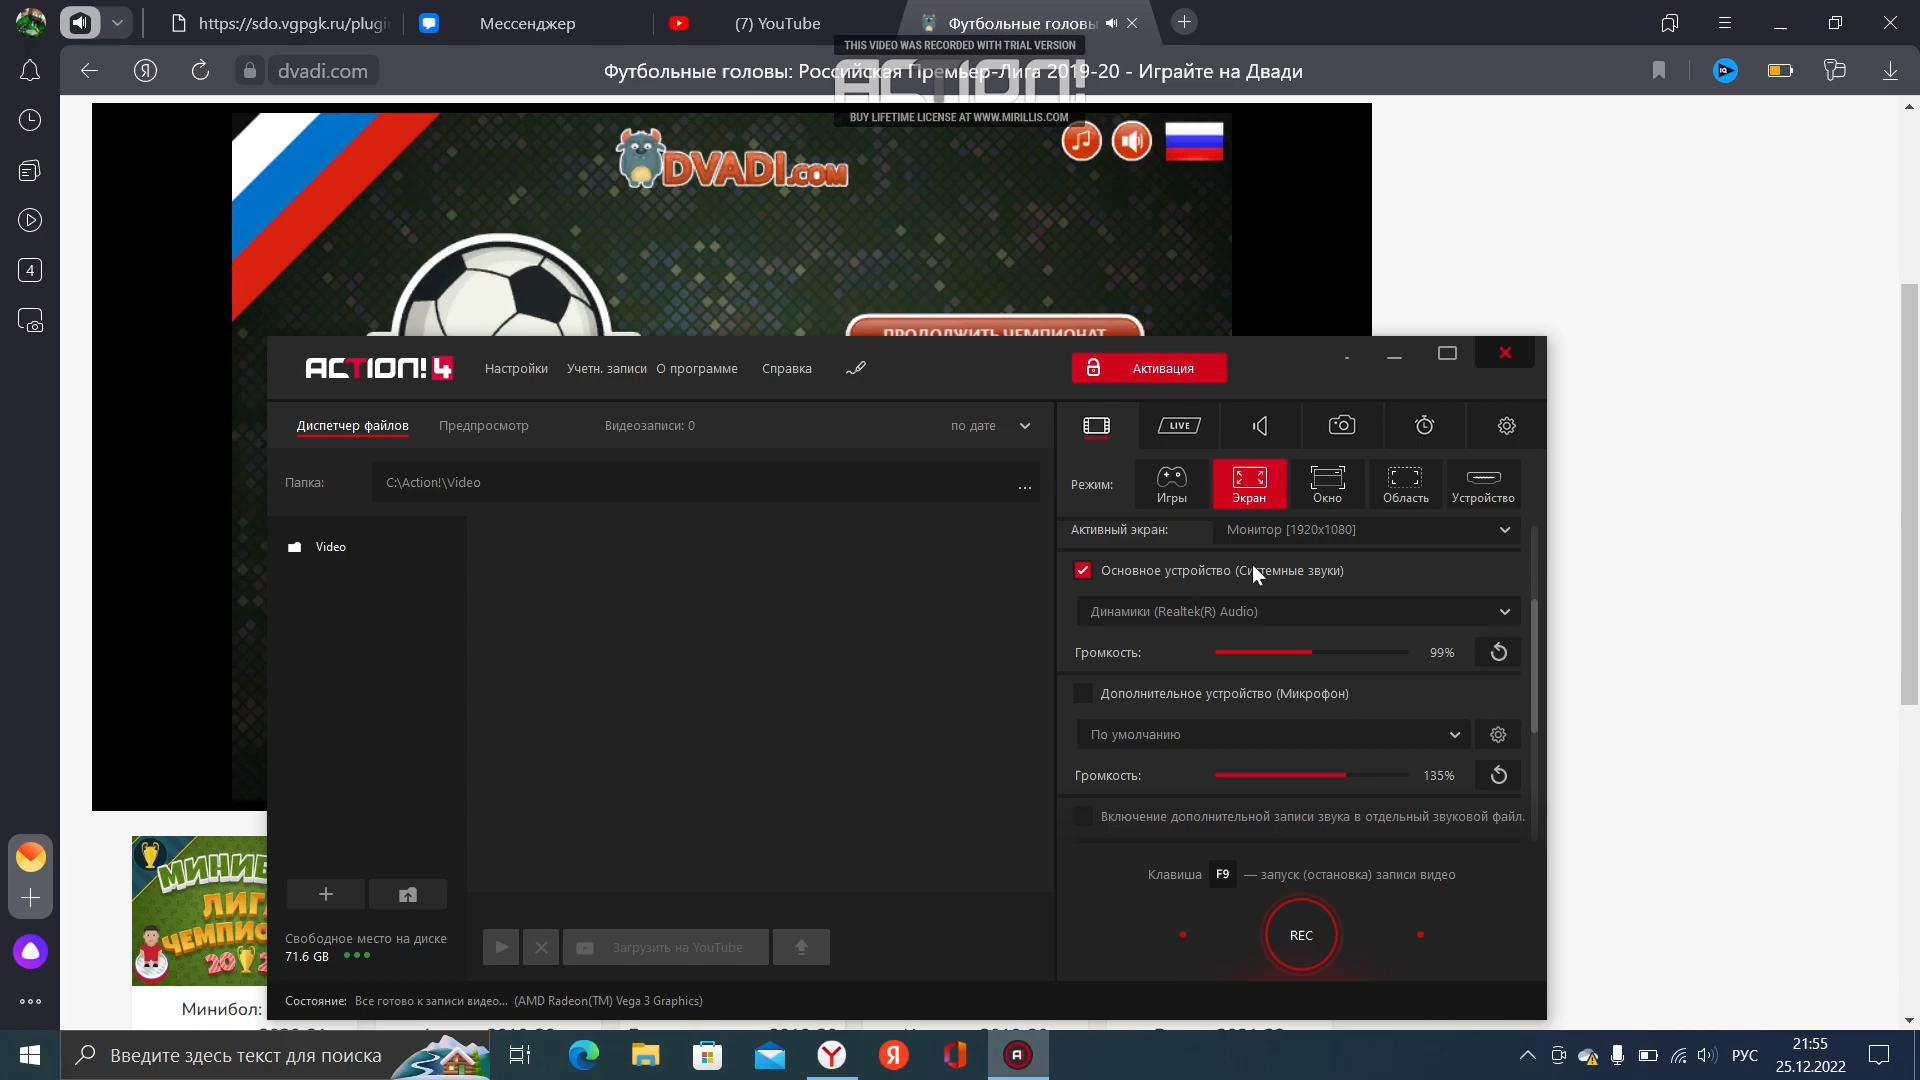 https://sdo.vgpgk.ru/plugi
Мессенджер
(7) YouTube
Футбольные головы
THIS VIDEO WAS RECORDED WITH TRIAL VERSION
ACTION!
BUY LIFETIME LICENSE AT WWW.MIRILLIS.COM
dvadi.com
Футбольные головы: Российская Премьер-Лига 2019-20 - Играйте на Двади
4
DVADI.COM
ПРОДОЛЖИТЬ ЧЕМПИОНАТ
ACTION! 4
Настройки
Учетн. записи
О программе
Справка
Активация
Диспетчер файлов
Предпросмотр
Видеозаписи: 0
по дате
LIVE
Папка:
C:\Action!\Video
...
Режим:
Игры
Экран
Окно
Область
Устройство
Активный экран:
Монитор [1920x1080]
Video
Основное устройство (Системные звуки)
Динамики (Realtek(R) Audio)
Громкость:
99%
Дополнительное устройство (Микрофон)
По умолчанию
Громкость:
135%
Включение дополнительной записи звука в отдельный звуковой файл.
Клавиша F9 — запуск (остановка) записи видео
REC
Свободное место на диске
71.6 GB
Загрузить на YouTube
Состояние: Все готово к записи видео... (AMD Radeon(TM) Vega 3 Graphics)
МИНИБ
ЛИГА
ЧЕМПИО
Минибол:
Введите здесь текст для поиска
РУС
21:55
25.12.2022